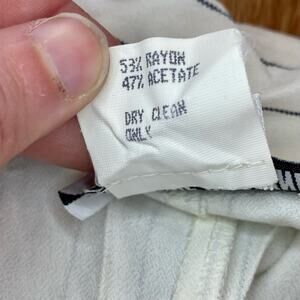 53% RAYON
47% ACETATE
DRY CLEAN
ONLY